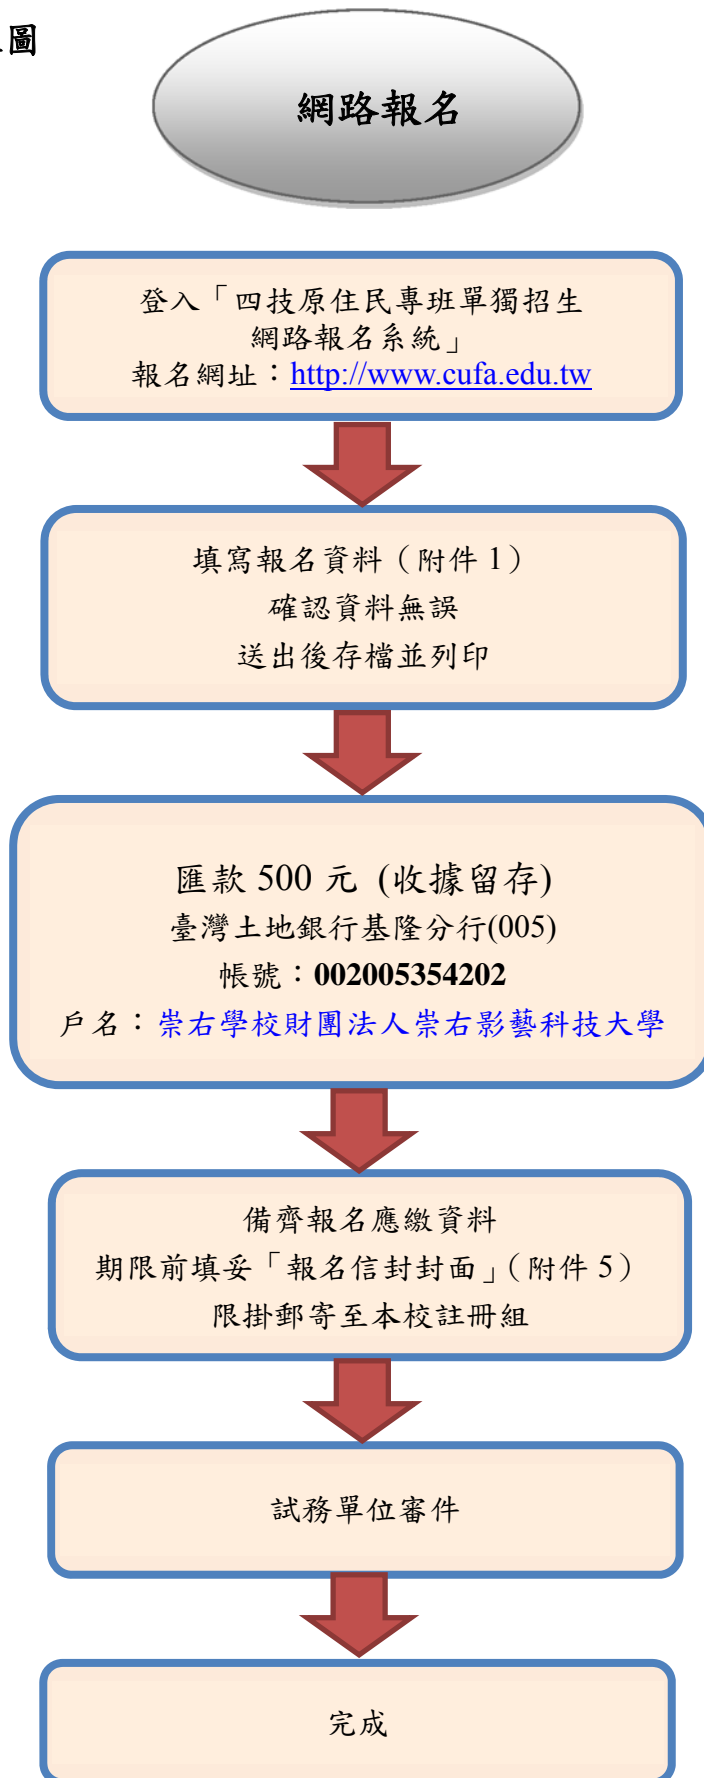 圖
網路報名
登入「四技原住民專班單獨招生
網路報名系統」
報名網址：http://www.cufa.edu.tw
填寫報名資料（附件 1）
確認資料無誤
送出後存檔並列印
匯款 500 元 (收據留存)
臺灣土地銀行基隆分行(005)
帳號：002005354202
戶名：崇右學校財團法人崇右影藝科技大學
備齊報名應繳資料
期限前填妥「報名信封封面」（附件 5）
限掛郵寄至本校註冊組
試務單位審件
完成